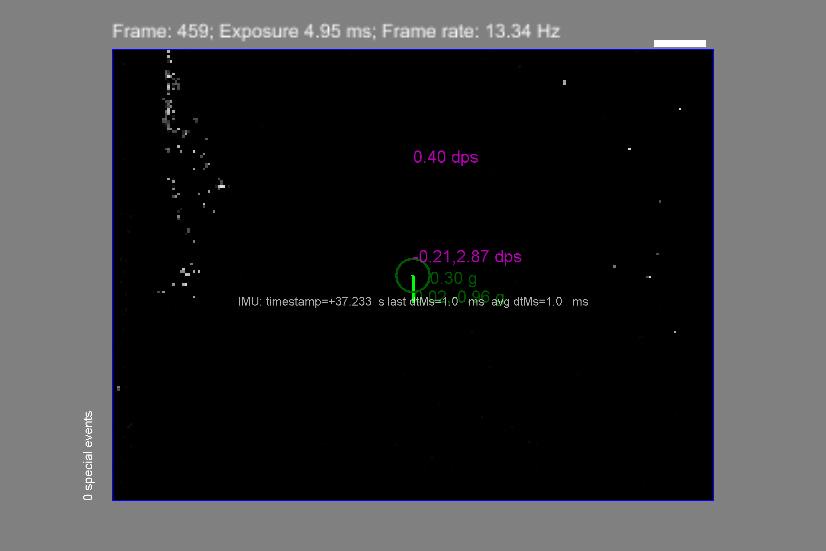 Frame: 459; Exposure 4.95 ms; Frame rate: 13.34 Hz
0.40 dps
-0.21,2.87 dps
0.30 g
0.96 g
IMU: timestamp=+37.233 s last dtMs=1.0 ms avg dtMs=1.0 ms
0 special events